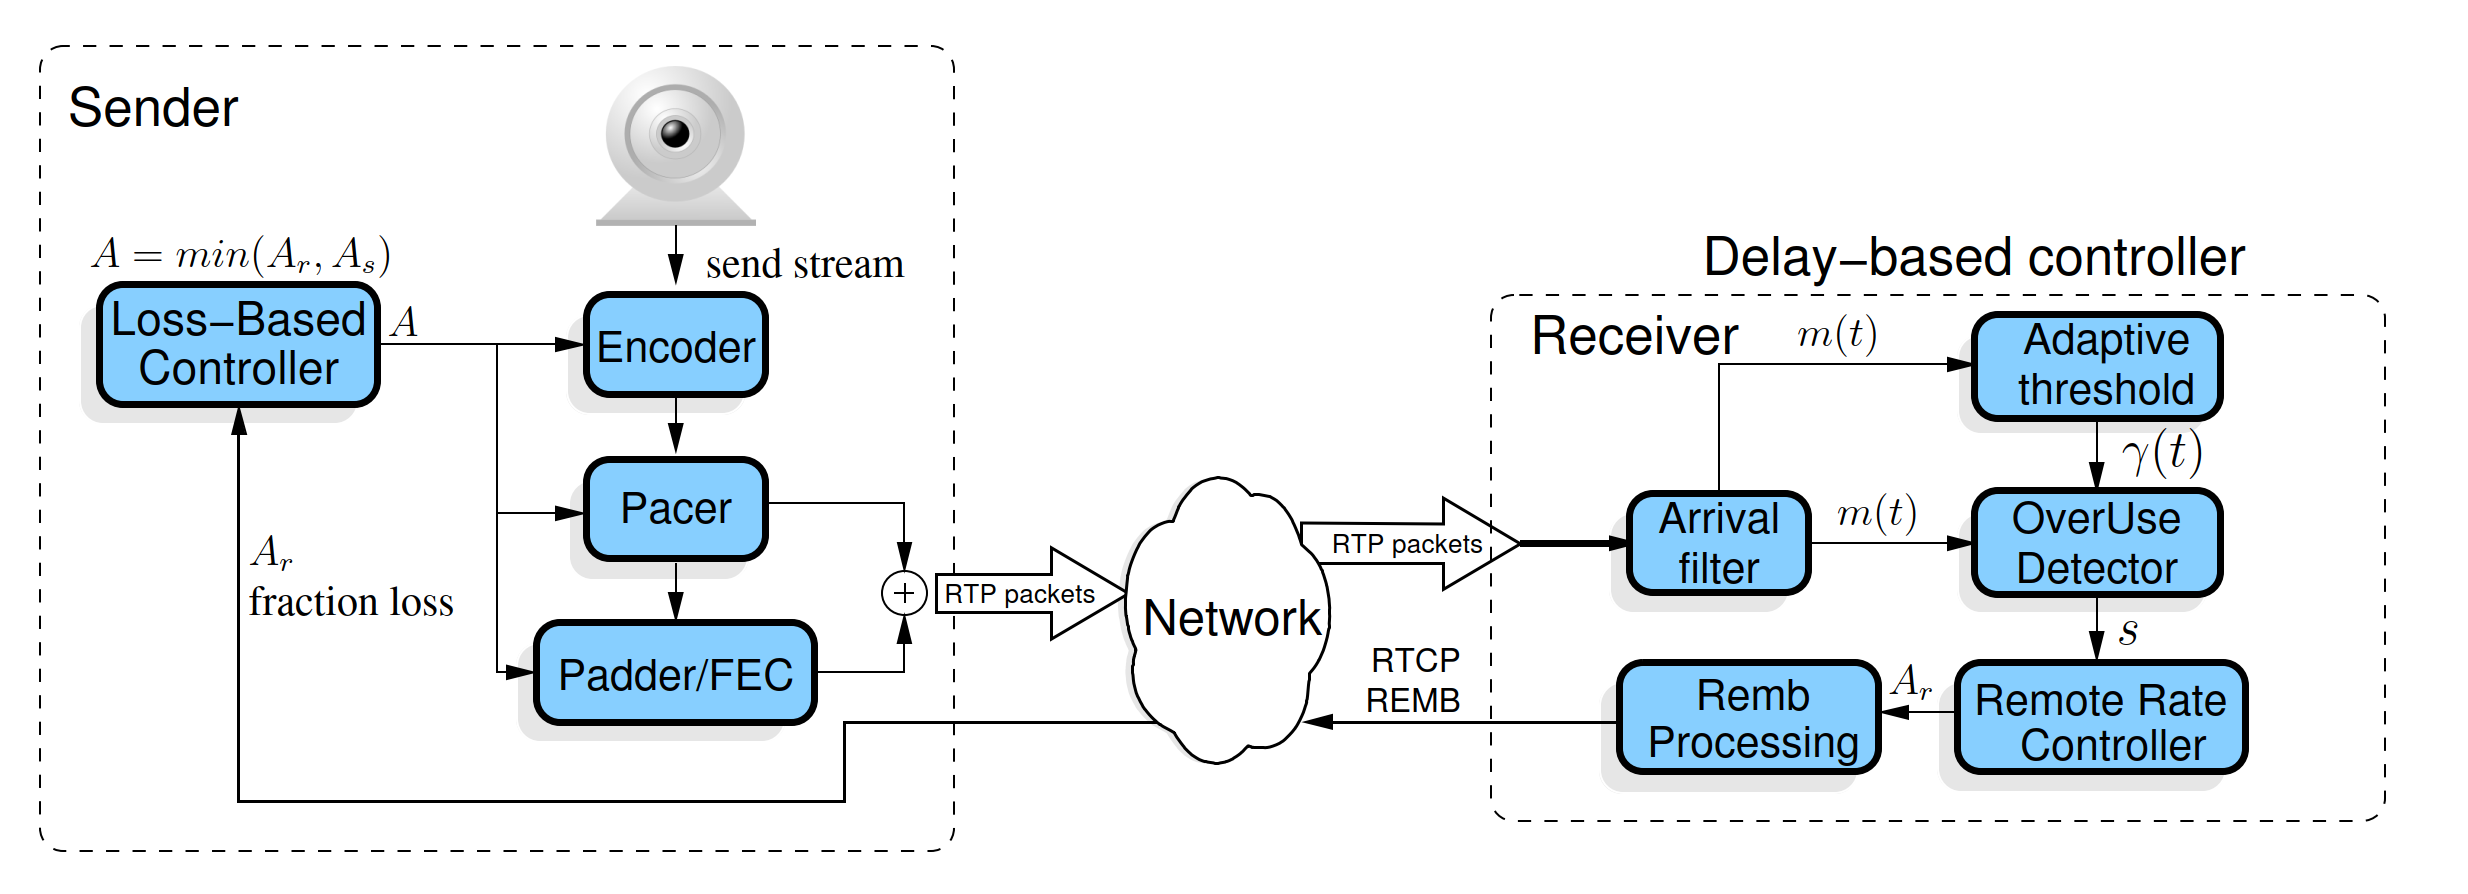 Sender
A = min(A_r, A_s)
Loss–Based
Controller
A
send stream
Encoder
Pacer
Padder/FEC
+
A_r
fraction loss
RTP packets
Network
RTP packets
RTCP
REMB
Delay–based controller
Receiver
m(t)
Adaptive
threshold
γ(t)
Arrival
filter
m(t)
OverUse
Detector
s
Remb
Processing
A_r
Remote Rate
Controller